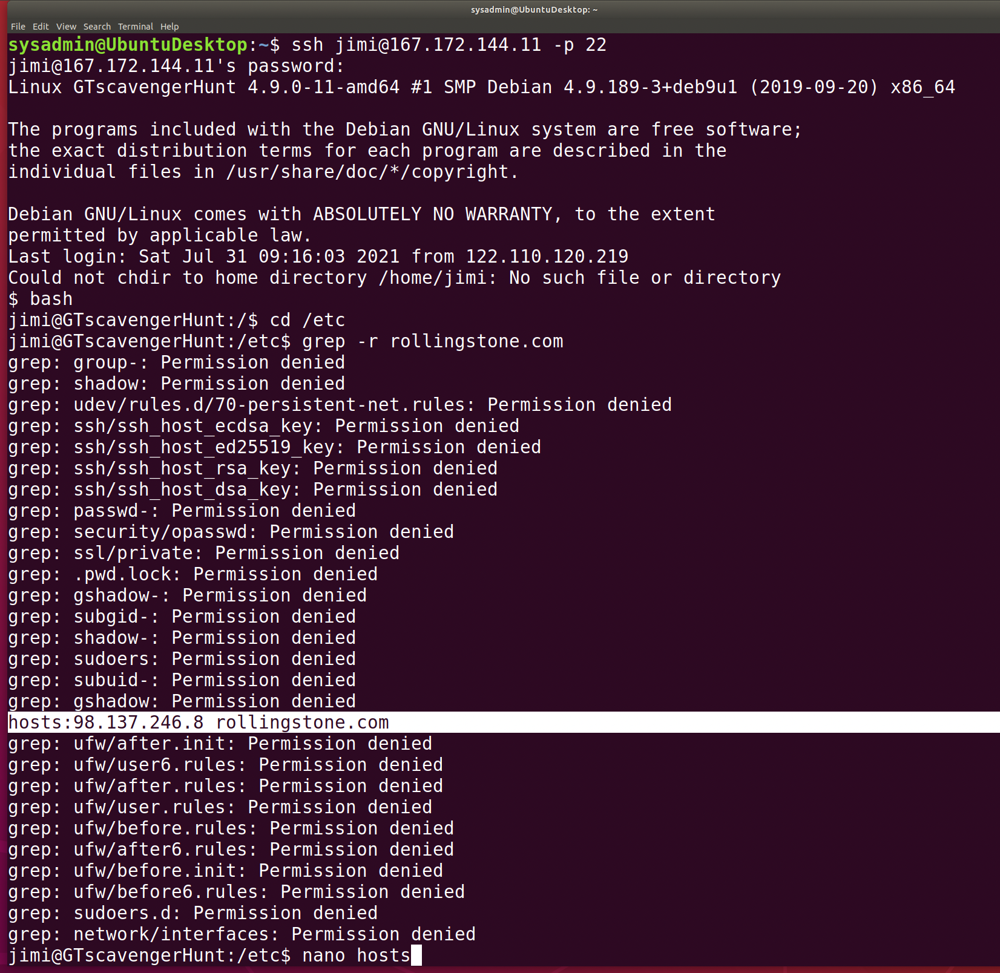 sysadmin@UbuntuDesktop: ~
File Edit View Search Terminal Help
sysadmin@UbuntuDesktop:~$ ssh jimi@167.172.144.11 -p 22
jimi@167.172.144.11's password:
Linux GTscavengerHunt 4.9.0-11-amd64 #1 SMP Debian 4.9.189-3+deb9u1 (2019-09-20) x86_64
The programs included with the Debian GNU/Linux system are free software;
the exact distribution terms for each program are described in the
individual files in /usr/share/doc/*/copyright.
Debian GNU/Linux comes with ABSOLUTELY NO WARRANTY, to the extent
permitted by applicable law.
Last login: Sat Jul 31 09:16:03 2021 from 122.110.120.219
Could not chdir to home directory /home/jimi: No such file or directory
$ bash
jimi@GTscavengerHunt:/$ cd /etc
jimi@GTscavengerHunt:/etc$ grep -r rollingstone.com
grep: group-: Permission denied
grep: shadow: Permission denied
grep: udev/rules.d/70-persistent-net.rules: Permission denied
grep: ssh/ssh_host_ecdsa_key: Permission denied
grep: ssh/ssh_host_ed25519_key: Permission denied
grep: ssh/ssh_host_rsa_key: Permission denied
grep: ssh/ssh_host_dsa_key: Permission denied
grep: passwd-: Permission denied
grep: security/opasswd: Permission denied
grep: ssl/private: Permission denied
grep: .pwd.lock: Permission denied
grep: gshadow-: Permission denied
grep: subgid-: Permission denied
grep: shadow-: Permission denied
grep: sudoers: Permission denied
grep: subuid-: Permission denied
grep: gshadow: Permission denied
hosts:98.137.246.8 rollingstone.com
grep: ufw/after.init: Permission denied
grep: ufw/user6.rules: Permission denied
grep: ufw/after.rules: Permission denied
grep: ufw/user.rules: Permission denied
grep: ufw/before.rules: Permission denied
grep: ufw/after6.rules: Permission denied
grep: ufw/before.init: Permission denied
grep: ufw/before6.rules: Permission denied
grep: sudoers.d: Permission denied
grep: network/interfaces: Permission denied
jimi@GTscavengerHunt:/etc$ nano hosts